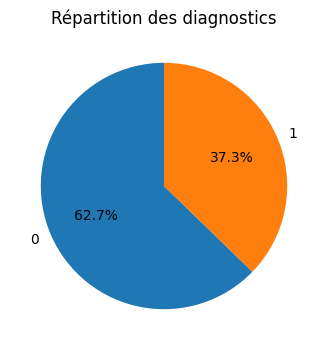 Répartition des diagnostics
1
37.3%
62.7%
0